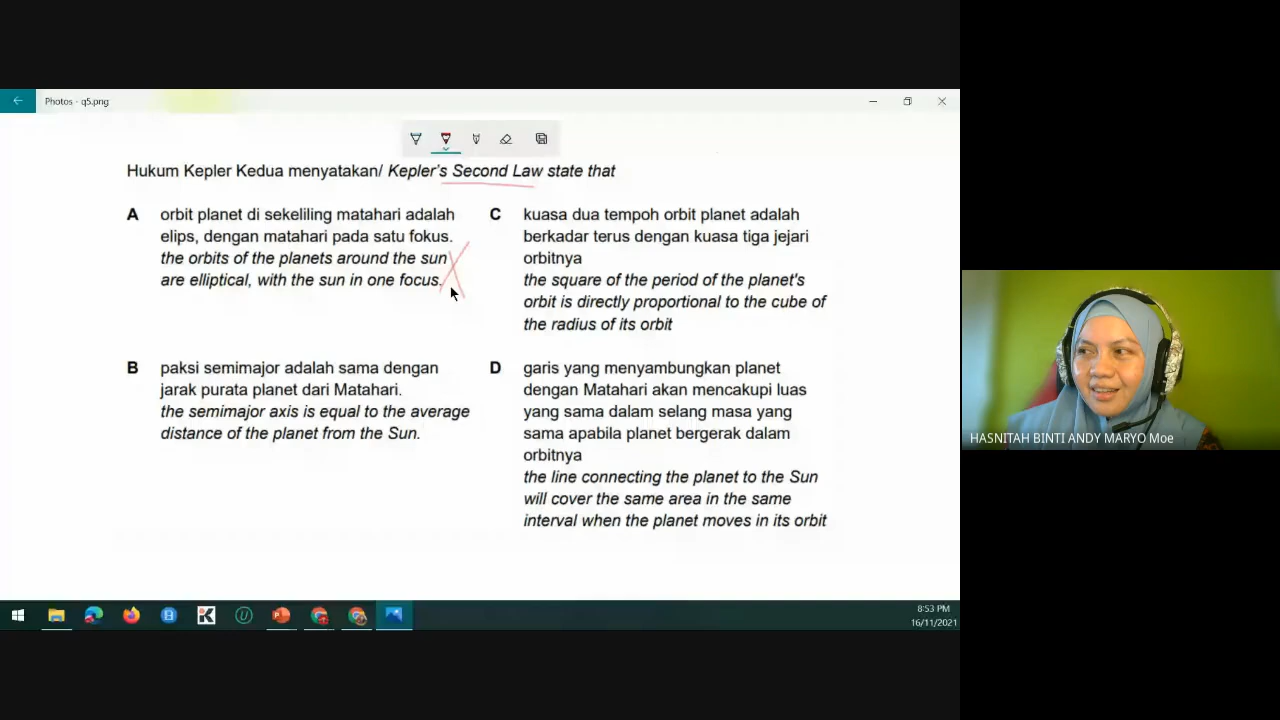 Photos - q5.png
Hukum Kepler Kedua menyatakan/ Kepler's Second Law state that
A orbit planet di sekeliling matahari adalah
elips, dengan matahari pada satu fokus.
the orbits of the planets around the sun
are elliptical, with the sun in one focus.
B paksi semimajor adalah sama dengan
jarak purata planet dari Matahari.
the semimajor axis is equal to the average
distance of the planet from the Sun.
C kuasa dua tempoh orbit planet adalah
berkadar terus dengan kuasa tiga jejari
orbitnya
the square of the period of the planet's
orbit is directly proportional to the cube of
the radius of its orbit
D garis yang menyambungkan planet
dengan Matahari akan mencakupi luas
yang sama dalam selang masa yang
sama apabila planet bergerak dalam
orbitnya
the line connecting the planet to the Sun
will cover the same area in the same
interval when the planet moves in its orbit
HASNITAH BINTI ANDY MARYO Moe
8:53 PM
16/11/2021